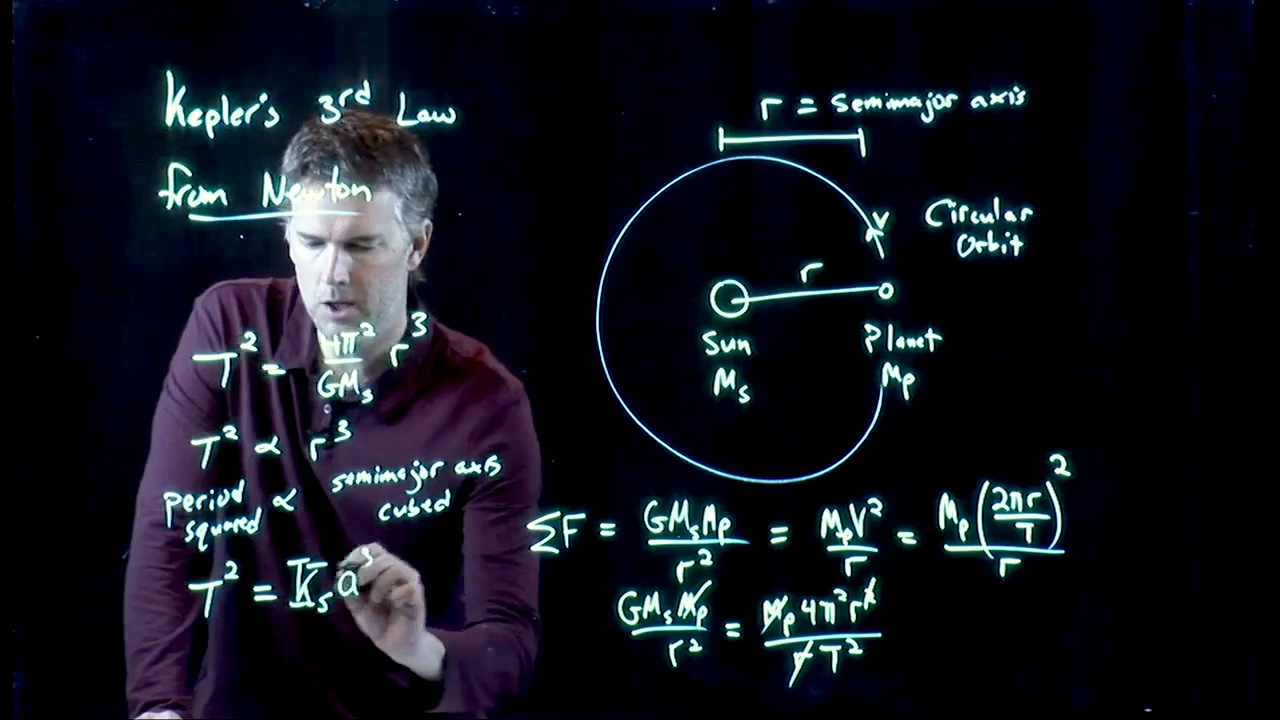 Kepler's 3rd Law
from Newton
T² = 4π²/GMs r³
T² ∝ r³
period squared ∝ semimajor axis cubed
T² = Ks a³
r = semimajor axis
v
Circular
Orbit
r
Sun
Ms
Planet
Mp
ΣF = GMsMp/r² = MpV²/r = Mp(2πr/T)²/r
GMsMp/r² = Mp4π²r²/rT²